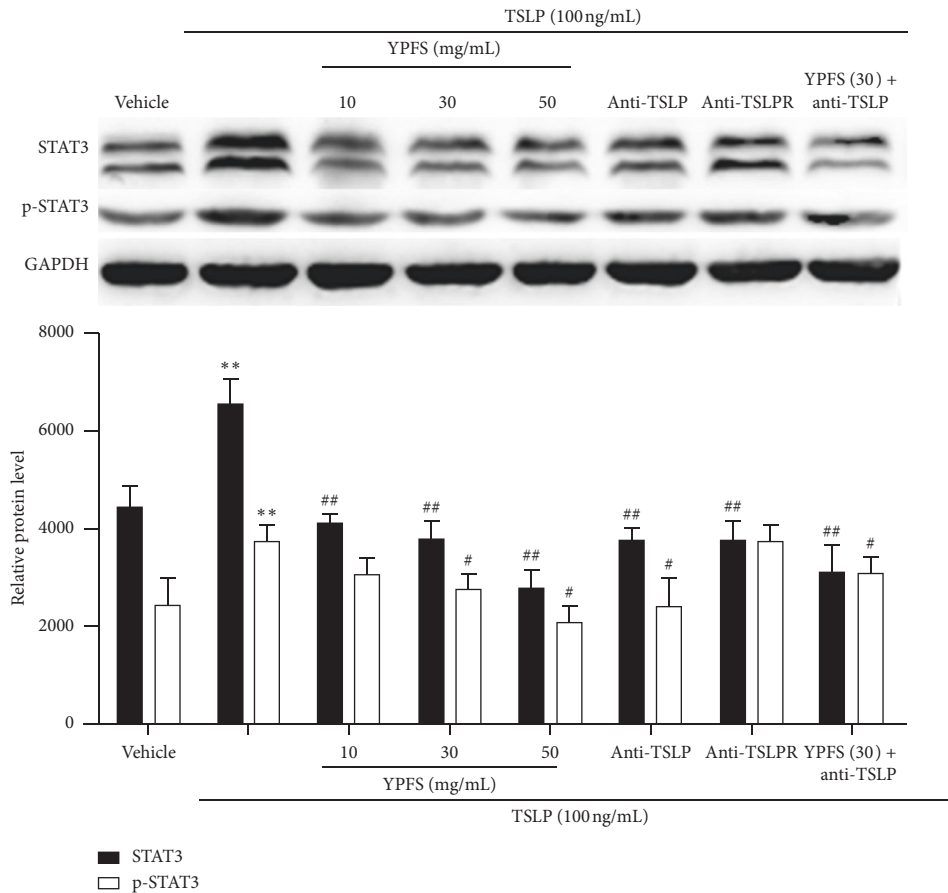 TSLP (100 ng/mL)
YPFS (mg/mL)
YPFS (30) +
Vehicle 10 30 50 Anti-TSLP Anti-TSLPR anti-TSLP
STAT3
p-STAT3
GAPDH
8000
** 
6000
** ## ## ## ## ## ## # # # #
4000
2000
0
Relative protein level
Vehicle 10 30 50 Anti-TSLP Anti-TSLPR YPFS (30) +
anti-TSLP
YPFS (mg/mL)
TSLP (100 ng/mL)
STAT3
p-STAT3